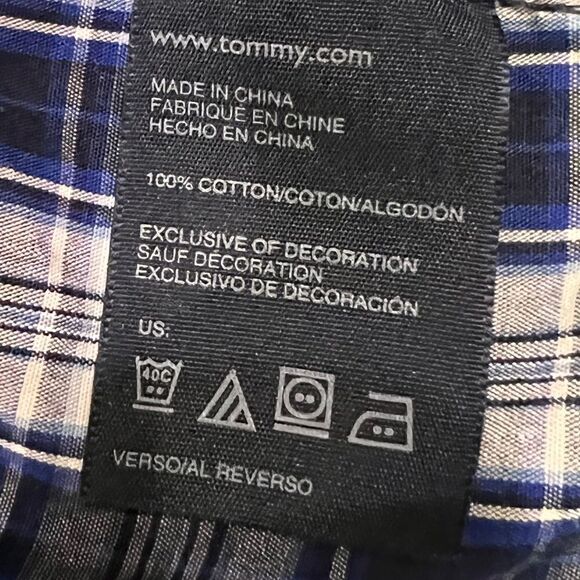 www.tommy.com
MADE IN CHINA
FABRIQUÉ EN CHINE
HECHO EN CHINA
100% COTTON/COTON/ALGODÓN
EXCLUSIVE OF DECORATION
SAUF DÉCORATION
EXCLUSIVO DE DECORACIÓN
US:
40C
VERSO/AL REVERSO